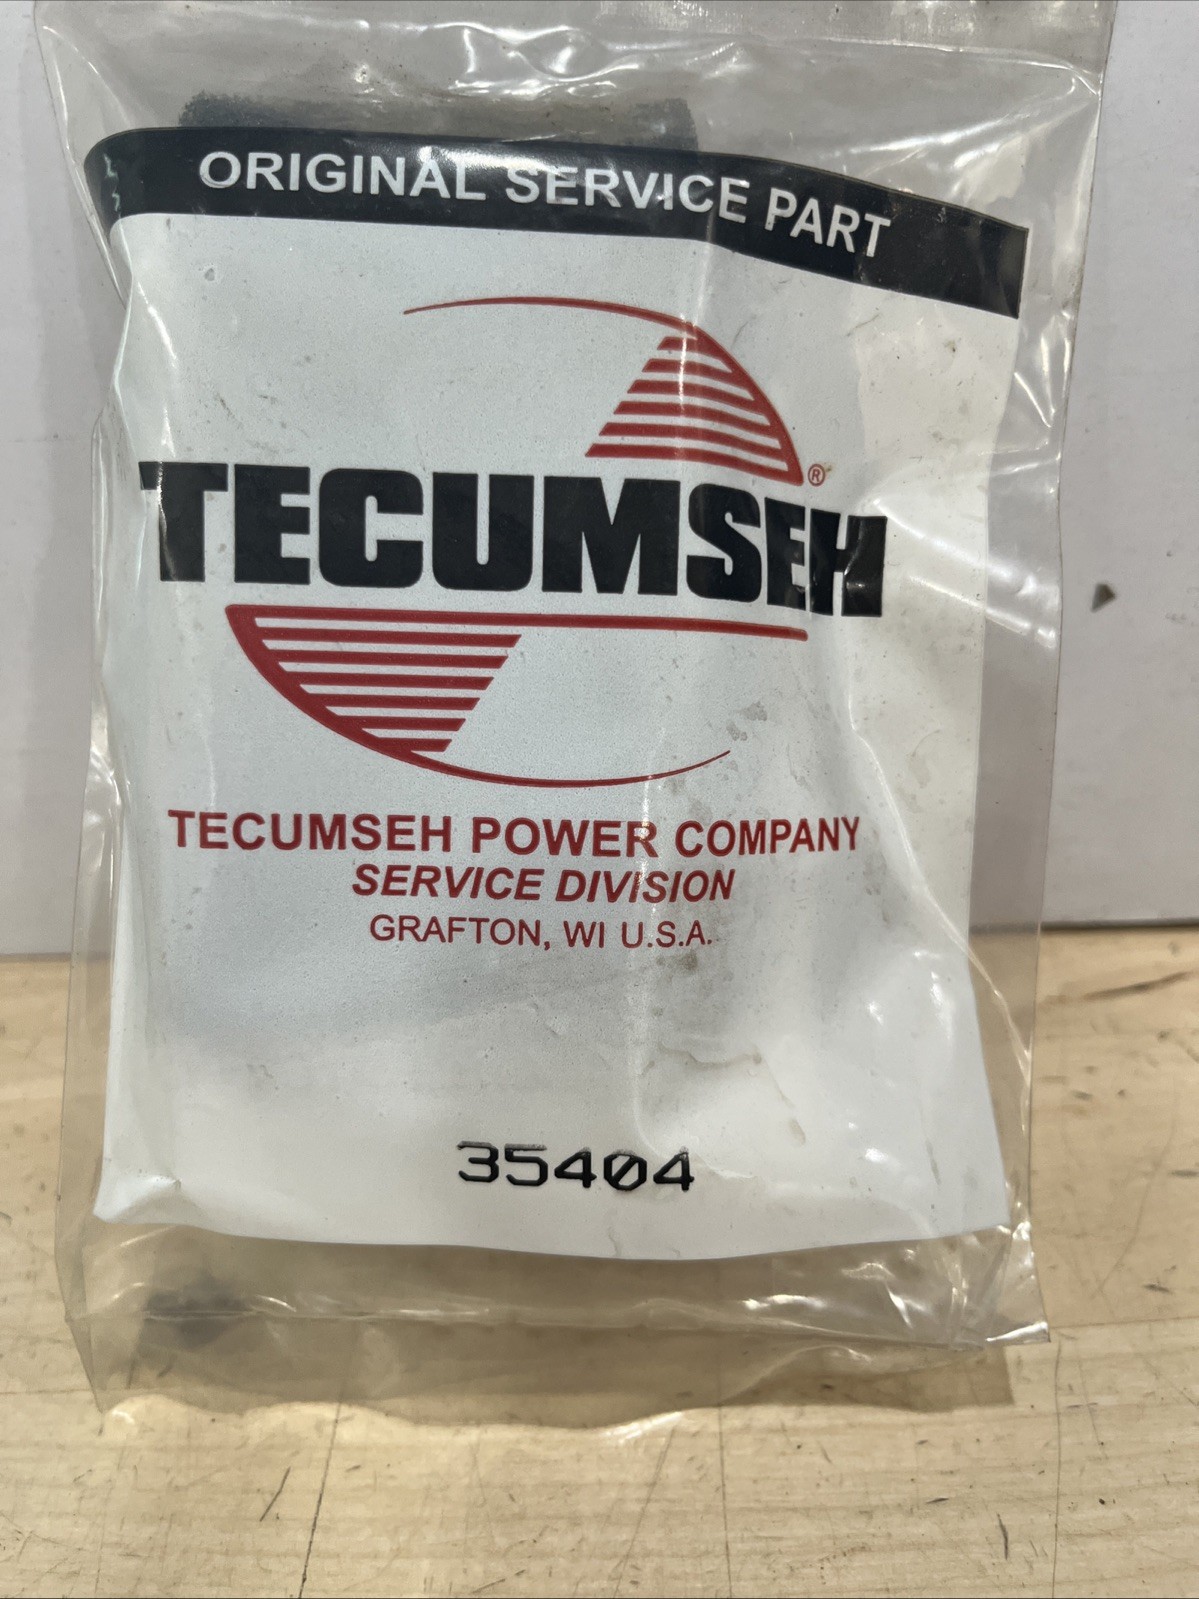 ORIGINAL SERVICE PART
TECUMSEH®
TECUMSEH POWER COMPANY
SERVICE DIVISION
GRAFTON, WI U.S.A.
35404